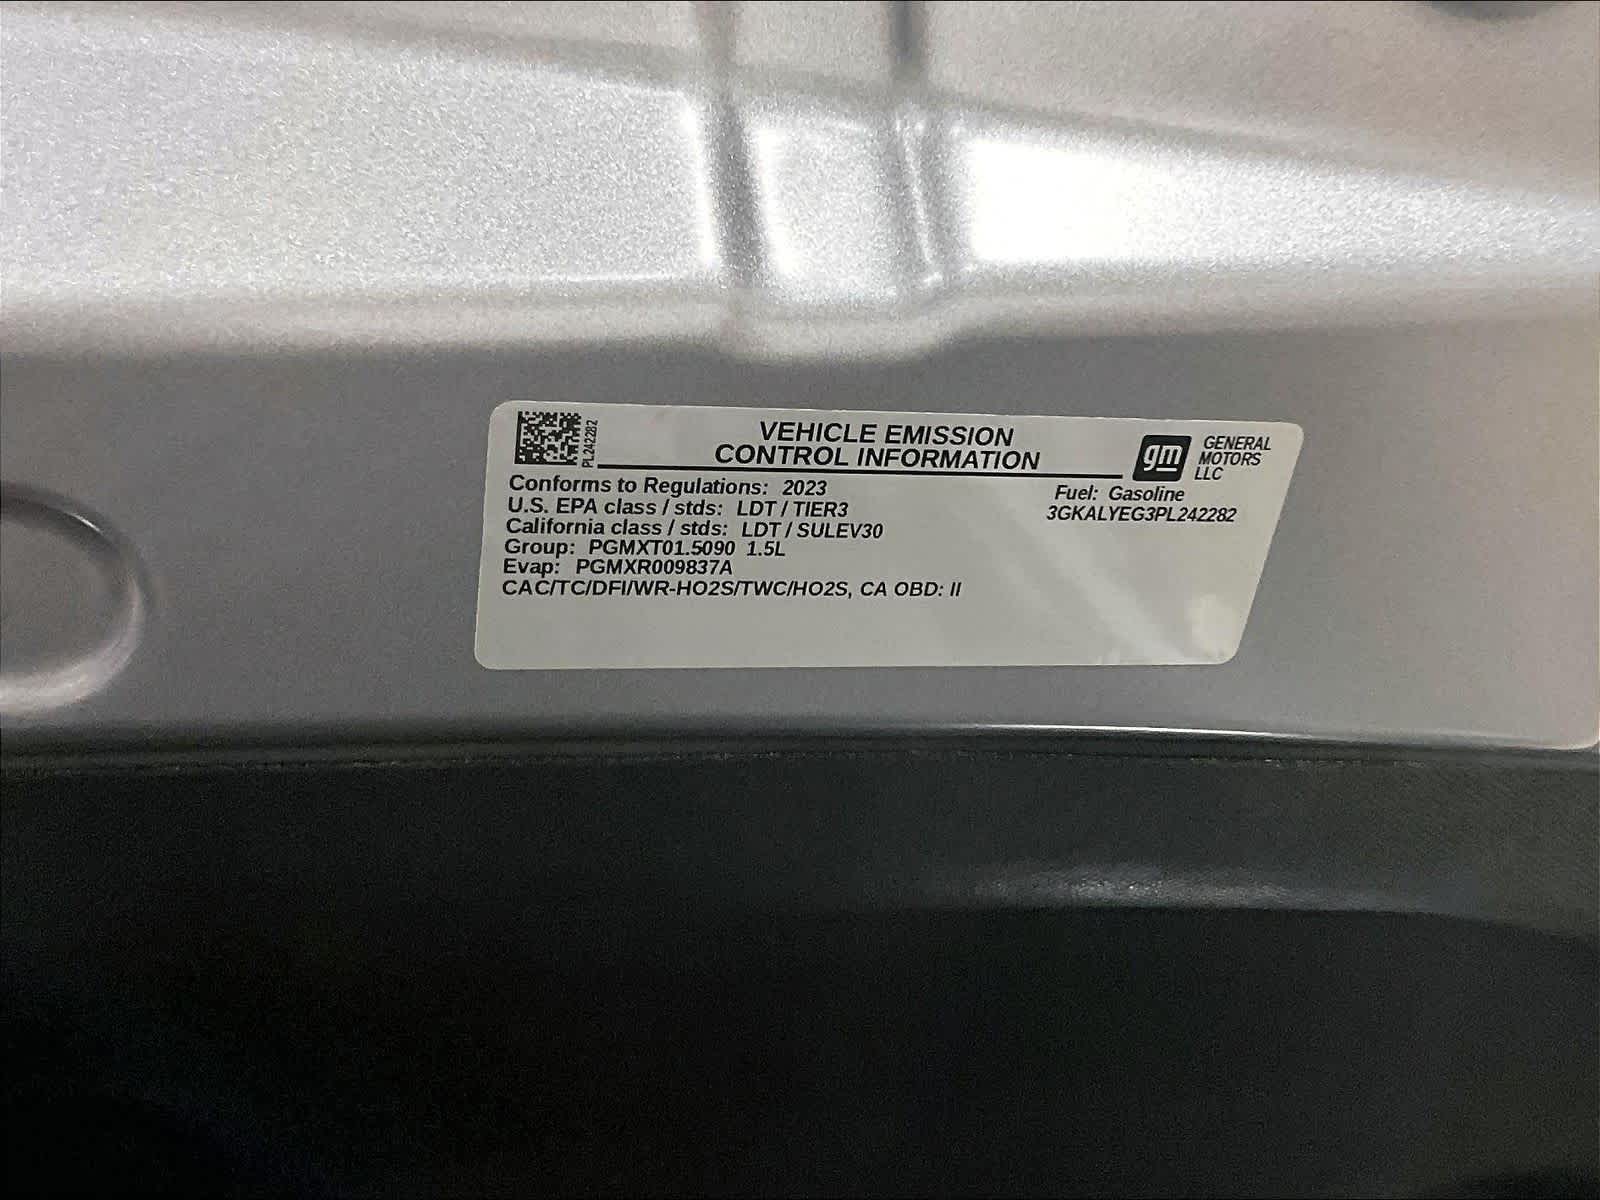 PL242282
VEHICLE EMISSION
CONTROL INFORMATION
gm
GENERAL
MOTORS
LLC
Conforms to Regulations: 2023
U.S. EPA class / stds: LDT / TIER3
California class / stds: LDT / SULEV30
Group: PGMXT01.5090 1.5L
Evap: PGMXR009837A
CAC/TC/DFI/WR-HO2S/TWC/HO2S, CA OBD: II
Fuel: Gasoline
3GKALYEG3PL242282